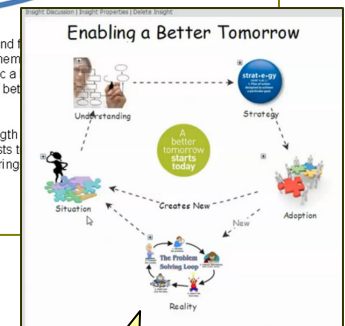 Insight Discussion | Insight Properties | Delete Insight
Enabling a Better Tomorrow
Understanding
strat•e•gy
Strategy
A
better
tomorrow
starts
today
Situation
Creates New
New
Adoption
The Problem
Solving Loop
Reality